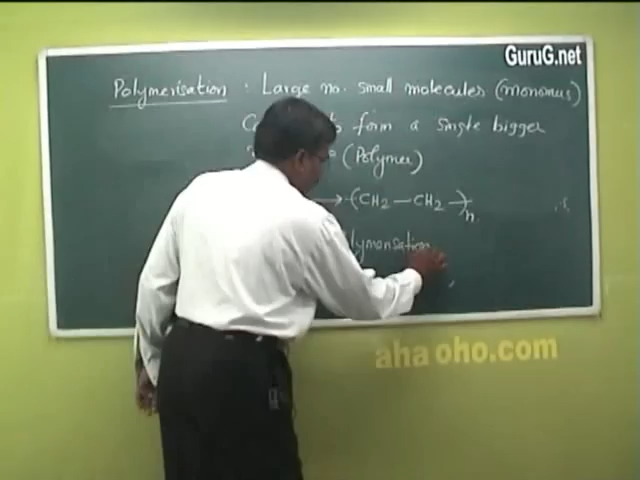 GuruG.net
Polymerisation : Large no. small molecules (monomers)
form a single bigger
(Polymer)
→ (CH2 — CH2 —)n
lymerisation
ahaoho.com